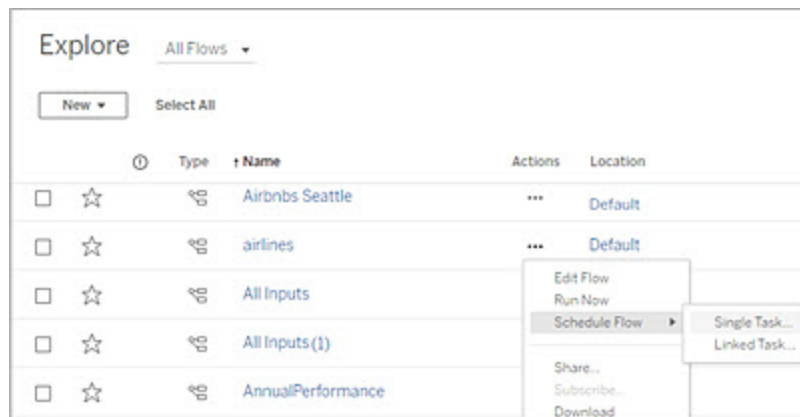 Explore All Flows
New Select All
Type ↑ Name Actions Location
Airbnbs Seattle ... Default
airlines ... Default
Edit Flow
All Inputs Run Now
Schedule Flow Single Task...
Linked Task...
All Inputs (1)
Share...
Subscribe...
AnnualPerformance
Download